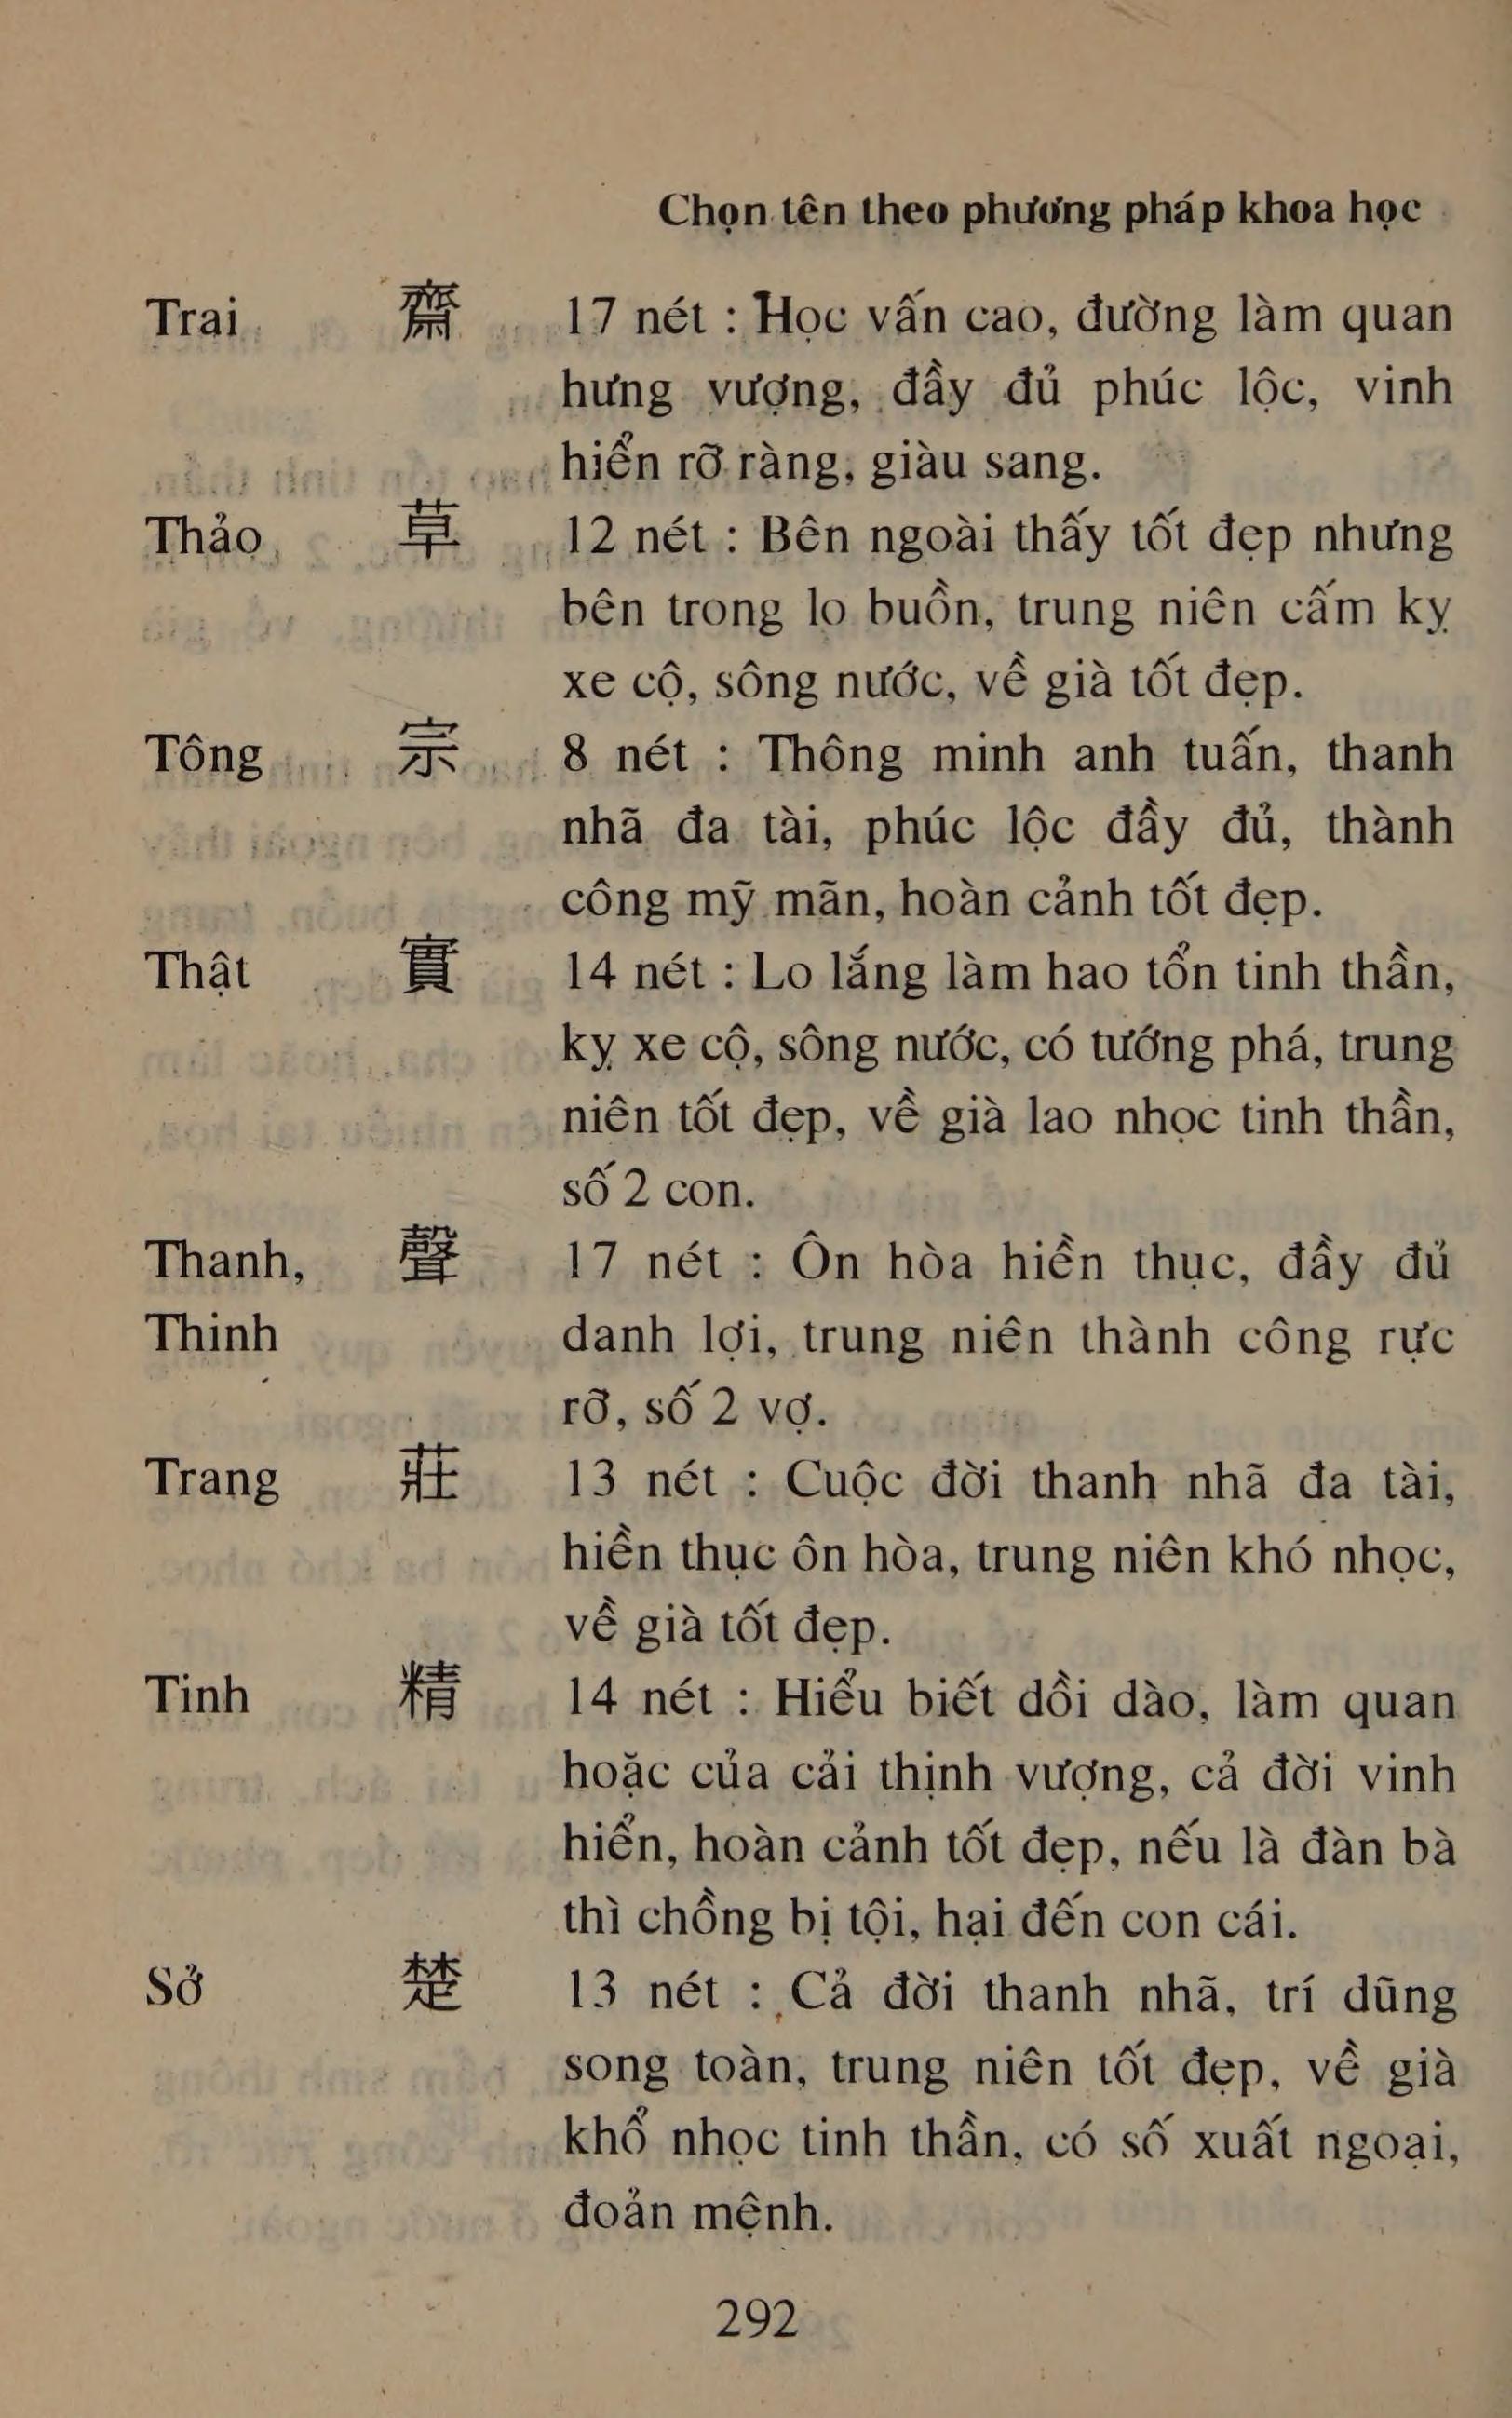 Chọn tên theo phương pháp khoa học
Trai 齋 17 nét : Học vấn cao, đường làm quan
hưng vượng, đầy đủ phúc lộc, vinh
hiển rỡ ràng, giàu sang.
Thảo 草 12 nét : Bên ngoài thấy tốt đẹp nhưng
bên trong lo buồn, trung niên cấm kỵ
xe cộ, sông nước, về già tốt đẹp.
Tông 宗 8 nét : Thông minh anh tuấn, thanh
nhã đa tài, phúc lộc đầy đủ, thành
công mỹ mãn, hoàn cảnh tốt đẹp.
Thật 實 14 nét : Lo lắng làm hao tổn tinh thần,
kỵ xe cộ, sông nước, có tướng phá, trung
niên tốt đẹp, về già lao nhọc tinh thần,
số 2 con.
Thanh, 聲 17 nét : Ôn hòa hiền thục, đầy đủ
Thinh danh lợi, trung niên thành công rực
rỡ, số 2 vợ.
Trang 莊 13 nét : Cuộc đời thanh nhã đa tài,
hiền thục ôn hòa, trung niên khó nhọc,
về già tốt đẹp.
Tinh 精 14 nét : Hiểu biết dồi dào, làm quan
hoặc của cải thịnh vượng, cả đời vinh
hiển, hoàn cảnh tốt đẹp, nếu là đàn bà
thì chồng bị tội, hại đến con cái.
Sở 楚 13 nét : Cả đời thanh nhã, trí dũng
song toàn, trung niên tốt đẹp, về già
khổ nhọc tinh thần, có số xuất ngoại,
đoản mệnh.
292